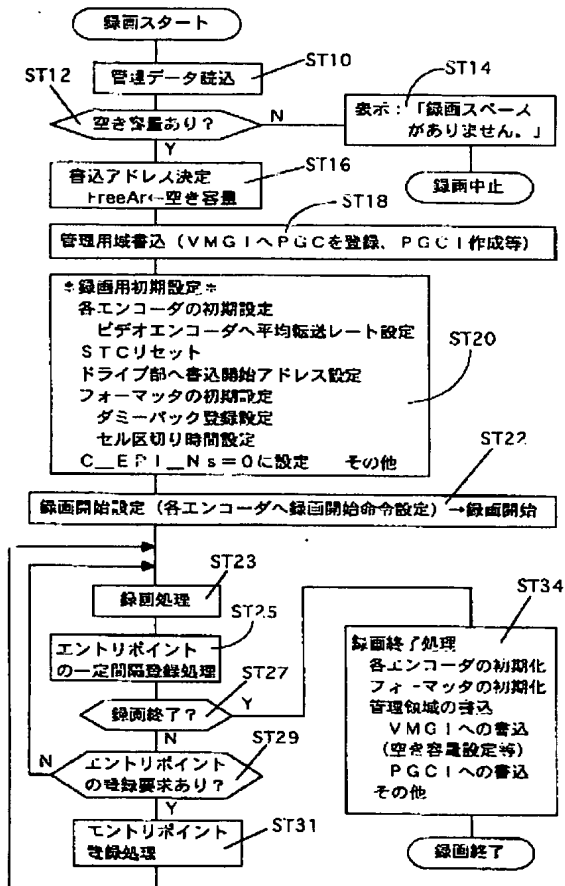 録画スタート
ST10
管理データ読込
ST12
空き容量あり?
N
Y
ST14
表示:「録画スペース
がありません。」
録画中止
ST16
書込アドレス決定
FreeAr←空き容量
ST18
管理用域書込(VMGIへPGCを登録、PGCI作成等)
*録画用初期設定*
各エンコーダの初期設定
ビデオエンコーダへ平均転送レート設定
STCリセット
ドライブ部へ書込開始アドレス設定
フォーマッタの初期設定
ダミーパック登録設定
セル区切り時間設定
C_EPI_Ns=0に設定 その他
ST20
ST22
録画開始設定(各エンコーダへ録画開始命令設定)→録画開始
ST23
録画処理
ST25
エントリポイント
の一定間隔登録処理
ST27
録画終了?
Y
N
ST29
エントリポイント
の登録要求あり?
N
Y
ST31
エントリポイント
登録処理
ST34
録画終了処理
各エンコーダの初期化
フォーマッタの初期化
管理領域の書込
VMGIへの書込
(空き容量設定等)
PGCIへの書込
その他
録画終了